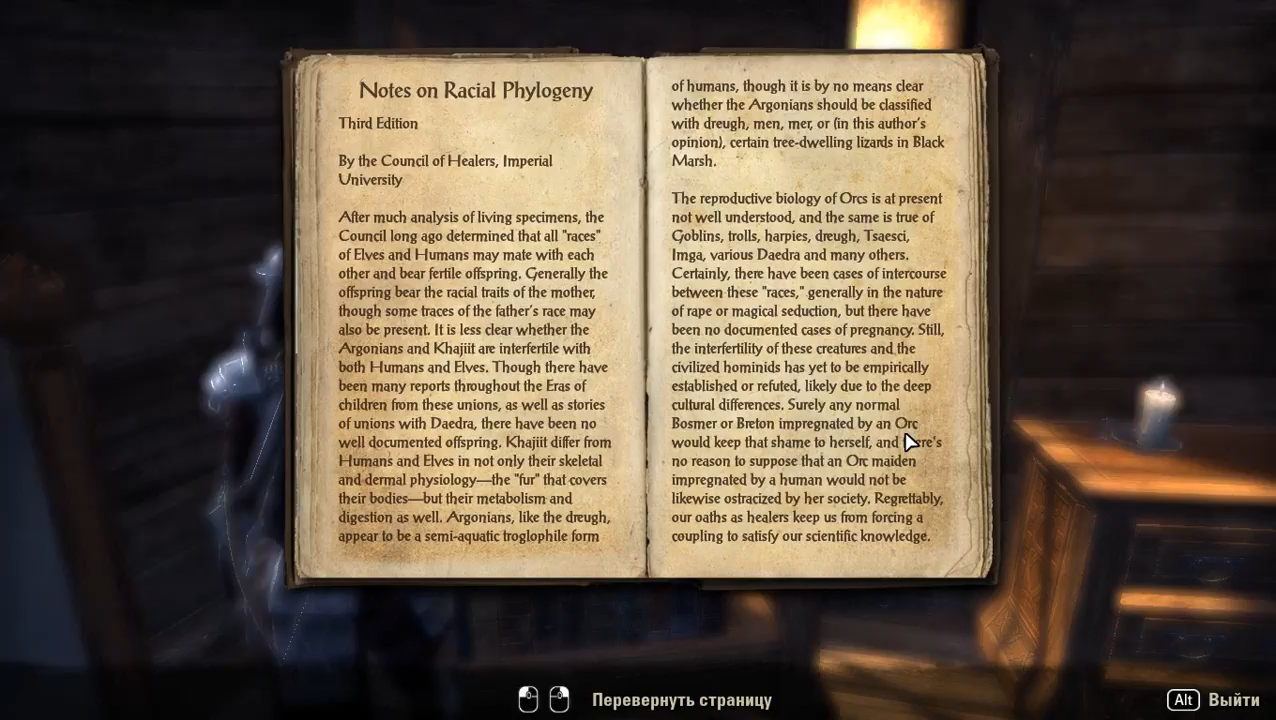 Notes on Racial Phylogeny
Third Edition
By the Council of Healers, Imperial
University
After much analysis of living specimens, the
Council long ago determined that all "races"
of Elves and Humans may mate with each
other and bear fertile offspring. Generally the
offspring bear the racial traits of the mother,
though some traces of the father's race may
also be present. It is less clear whether the
Argonians and Khajiit are interfertile with
both Humans and Elves. Though there have
been many reports throughout the Eras of
children from these unions, as well as stories
of unions with Daedra, there have been no
well documented offspring. Khajiit differ from
Humans and Elves in not only their skeletal
and dermal physiology—the "fur" that covers
their bodies—but their metabolism and
digestion as well. Argonians, like the dreugh,
appear to be a semi-aquatic troglophile form
of humans, though it is by no means clear
whether the Argonians should be classified
with dreugh, men, mer, or (in this author's
opinion), certain tree-dwelling lizards in Black
Marsh.
The reproductive biology of Orcs is at present
not well understood, and the same is true of
Goblins, trolls, harpies, dreugh, Tsaesci,
Imga, various Daedra and many others.
Certainly, there have been cases of intercourse
between these "races," generally in the nature
of rape or magical seduction, but there have
been no documented cases of pregnancy. Still,
the interfertility of these creatures and the
civilized hominids has yet to be empirically
established or refuted, likely due to the deep
cultural differences. Surely any normal
Bosmer or Breton impregnated by an Orc
would keep that shame to herself, and
no reason to suppose that an Orc maiden
impregnated by a human would not be
likewise ostracized by her society. Regrettably,
our oaths as healers keep us from forcing a
coupling to satisfy our scientific knowledge.
Перевернуть страницу
Alt Выйти